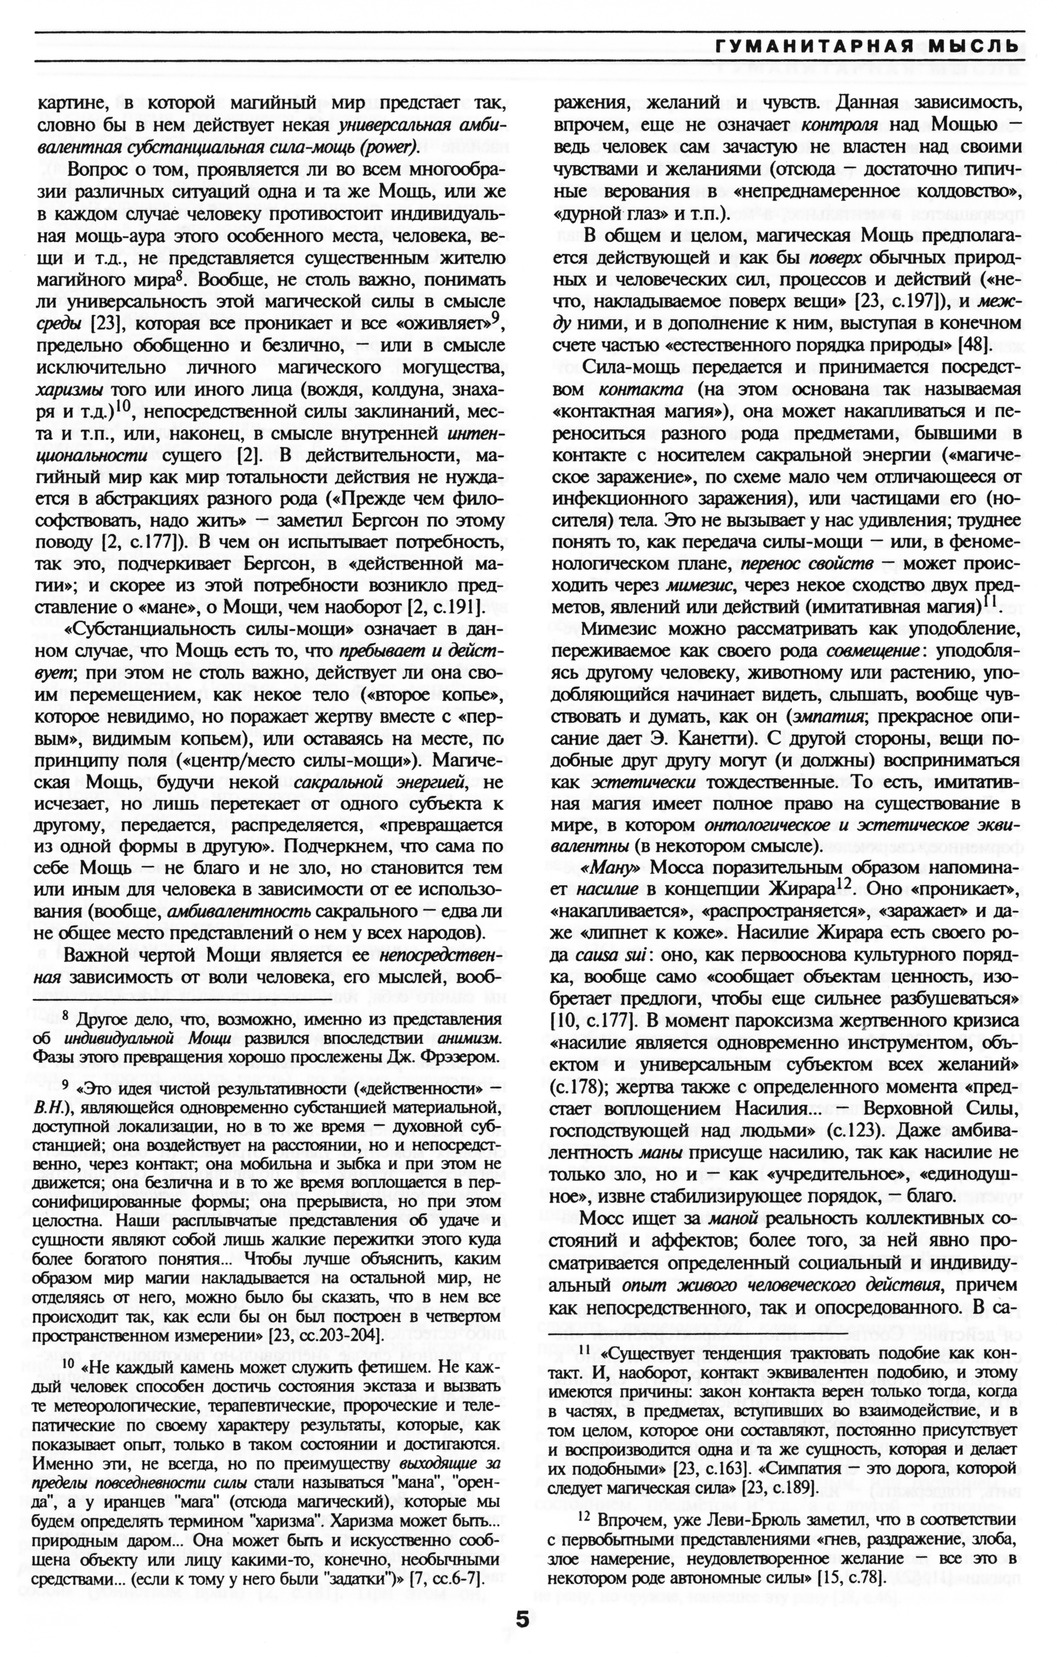 ГУМАНИТАРНАЯ МЫСЛЬ
картине, в которой магийный мир предстает так,
словно бы в нем действует некая универсальная амби-
валентная субстанциальная сила-мощь (power).
Вопрос о том, проявляется ли во всем многообра-
зии различных ситуаций одна и та же Мощь, или же
в каждом случае человеку противостоит индивидуаль-
ная мощь-аура этого особенного места, человека, ве-
щи и т.д., не представляется существенным жителю
магийного мира⁸. Вообще, не столь важно, понимать
ли универсальность этой магической силы в смысле
среды [23], которая все проникает и все «оживляет»⁹,
предельно обобщенно и безлично, — или в смысле
исключительно личного магического могущества,
харизмы того или иного лица (вождя, колдуна, знаха-
ря и т.д.)¹⁰, непосредственной силы заклинаний, мес-
та и т.п., или, наконец, в смысле внутренней интен-
циональности сущего [2]. В действительности, ма-
гийный мир как мир тотальности действия не нужда-
ется в абстракциях разного рода («Прежде чем фило-
софствовать, надо жить» — заметил Бергсон по этому
поводу [2, с.177]). В чем он испытывает потребность,
так это, подчеркивает Бергсон, в «действенной ма-
гии»; и скорее из этой потребности возникло пред-
ставление о «мане», о Мощи, чем наоборот [2, с.191].
«Субстанциальность силы-мощи» означает в дан-
ном случае, что Мощь есть то, что пребывает и дейст-
вует; при этом не столь важно, действует ли она сво-
им перемещением, как некое тело («второе копье»,
которое невидимо, но поражает жертву вместе с «пер-
вым», видимым копьем), или оставаясь на месте, по
принципу поля («центр/место силы-мощи»). Магиче-
ская Мощь, будучи некой сакральной энергией, не
исчезает, но лишь перетекает от одного субъекта к
другому, передается, распределяется, «превращается
из одной формы в другую». Подчеркнем, что сама по
себе Мощь — не благо и не зло, но становится тем
или иным для человека в зависимости от ее использо-
вания (вообще, амбивалентность сакрального — едва ли
не общее место представлений о нем у всех народов).
Важной чертой Мощи является ее непосредствен-
ная зависимость от воли человека, его мыслей, вооб-
⁸ Другое дело, что, возможно, именно из представления
об индивидуальной Мощи развился впоследствии анимизм.
Фазы этого превращения хорошо прослежены Дж. Фрэзером.
⁹ «Это идея чистой результативности («действенности» —
В.Н.), являющейся одновременно субстанцией материальной,
доступной локализации, но в то же время — духовной суб-
станцией; она воздействует на расстоянии, но и непосредст-
венно, через контакт; она мобильна и зыбка и при этом не
движется; она безлична и в то же время воплощается в пер-
сонифицированные формы; она прерывиста, но при этом
целостна. Наши расплывчатые представления об удаче и
сущности являют собой лишь жалкие пережитки этого куда
более богатого понятия... Чтобы лучше объяснить, каким
образом мир магии накладывается на остальной мир, не
отделяясь от него, можно было бы сказать, что в нем все
происходит так, как если бы он был построен в четвертом
пространственном измерении» [23, сс.203-204].
¹⁰ «Не каждый камень может служить фетишем. Не каж-
дый человек способен достичь состояния экстаза и вызвать
те метеорологические, терапевтические, пророческие и теле-
патические по своему характеру результаты, которые, как
показывает опыт, только в таком состоянии и достигаются.
Именно эти, не всегда, но по преимуществу выходящие за
пределы повседневности силы стали называться "мана", "орен-
да", а у иранцев "мага" (отсюда магический), которые мы
будем определять термином "харизма". Харизма может быть...
природным даром... Она может быть и искусственно сооб-
щена объекту или лицу какими-то, конечно, необычными
средствами... (если к тому у него были "задатки")» [7, сс.6-7].
ражения, желаний и чувств. Данная зависимость,
впрочем, еще не означает контроля над Мощью —
ведь человек сам зачастую не властен над своими
чувствами и желаниями (отсюда — достаточно типич-
ные верования в «непреднамеренное колдовство»,
«дурной глаз» и т.п.).
В общем и целом, магическая Мощь предполага-
ется действующей и как бы поверх обычных природ-
ных и человеческих сил, процессов и действий («не-
что, накладываемое поверх вещи» [23, с.197]), и меж-
ду ними, и в дополнение к ним, выступая в конечном
счете частью «естественного порядка природы» [48].
Сила-мощь передается и принимается посредст-
вом контакта (на этом основана так называемая
«контактная магия»), она может накапливаться и пе-
реноситься разного рода предметами, бывшими в
контакте с носителем сакральной энергии («магиче-
ское заражение», по схеме мало чем отличающееся от
инфекционного заражения), или частицами его (но-
сителя) тела. Это не вызывает у нас удивления; труднее
понять то, как передача силы-мощи — или, в феноме-
нологическом плане, перенос свойств — может проис-
ходить через мимезис, через некое сходство двух пред-
метов, явлений или действий (имитативная магия)¹¹.
Мимезис можно рассматривать как уподобление,
переживаемое как своего рода совмещение: уподобля-
ясь другому человеку, животному или растению, упо-
добляющийся начинает видеть, слышать, вообще чув-
ствовать и думать, как он (эмпатия; прекрасное опи-
сание дает Э. Канетти). С другой стороны, вещи по-
добные друг другу могут (и должны) восприниматься
как эстетически тождественные. То есть, имитатив-
ная магия имеет полное право на существование в
мире, в котором онтологическое и эстетическое экви-
валентны (в некотором смысле).
«Ману» Мосса поразительным образом напомина-
ет насилие в концепции Жирара¹². Оно «проникает»,
«накапливается», «распространяется», «заражает» и да-
же «липнет к коже». Насилие Жирара есть своего ро-
да causa sui: оно, как первооснова культурного поряд-
ка, вообще само «сообщает объектам ценность, изо-
бретает предлоги, чтобы еще сильнее разбушеваться»
[10, с.177]. В момент пароксизма жертвенного кризиса
«насилие является одновременно инструментом, объ-
ектом и универсальным субъектом всех желаний»
(с.178); жертва также с определенного момента «пред-
стает воплощением Насилия... — Верховной Силы,
господствующей над людьми» (с.123). Даже амбива-
лентность маны присуще насилию, так как насилие не
только зло, но и — как «учредительное», «единодуш-
ное», извне стабилизирующее порядок, — благо.
Мосс ищет за маной реальность коллективных со-
стояний и аффектов; более того, за ней явно про-
сматривается определенный социальный и индивиду-
альный опыт живого человеческого действия, причем
как непосредственного, так и опосредованного. В са-
¹¹ «Существует тенденция трактовать подобие как кон-
такт. И, наоборот, контакт эквивалентен подобию, и этому
имеются причины: закон контакта верен только тогда, когда
в частях, в предметах, вступивших во взаимодействие, и в
том целом, которое они составляют, постоянно присутствует
и воспроизводится одна и та же сущность, которая и делает
их подобными» [23, с.163]. «Симпатия — это дорога, которой
следует магическая сила» [23, с.189].
¹² Впрочем, уже Леви-Брюль заметил, что в соответствии
с первобытными представлениями «гнев, раздражение, злоба,
злое намерение, неудовлетворенное желание — все это в
некотором роде автономные силы» [15, с.78].
5